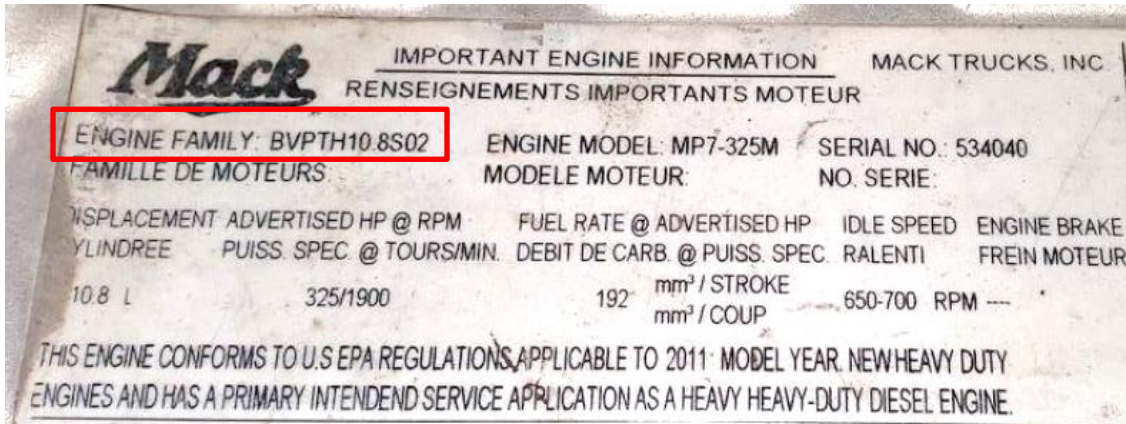 Mack IMPORTANT ENGINE INFORMATION MACK TRUCKS, INC
RENSEIGNEMENTS IMPORTANTS MOTEUR
ENGINE FAMILY: BVPTH10.8S02 ENGINE MODEL: MP7-325M SERIAL NO.: 534040
FAMILLE DE MOTEURS MODELE MOTEUR: NO. SERIE:
DISPLACEMENT ADVERTISED HP @ RPM FUEL RATE @ ADVERTISED HP IDLE SPEED ENGINE BRAKE
YLINDREE PUISS. SPEC. @ TOURS/MIN. DEBIT DE CARB. @ PUISS. SPEC. RALENTI FREIN MOTEUR
10.8 L 325/1900 192 mm³ / STROKE 650-700 RPM ----
mm³ / COUP
THIS ENGINE CONFORMS TO U.S EPA REGULATIONS APPLICABLE TO 2011 MODEL YEAR. NEW HEAVY DUTY
ENGINES AND HAS A PRIMARY INTENDEND SERVICE APPLICATION AS A HEAVY HEAVY-DUTY DIESEL ENGINE.